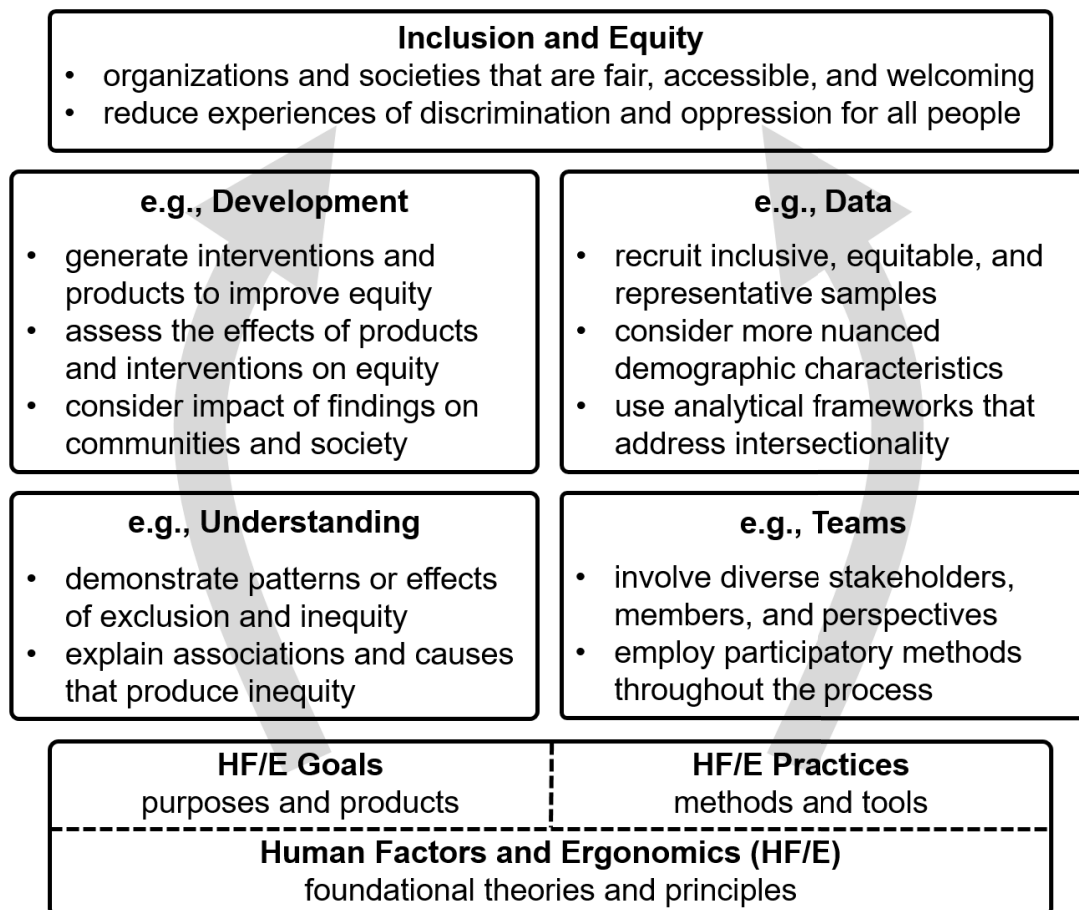 Inclusion and Equity
• organizations and societies that are fair, accessible, and welcoming
• reduce experiences of discrimination and oppression for all people
e.g., Development
• generate interventions and
products to improve equity
• assess the effects of products
and interventions on equity
• consider impact of findings on
communities and society
e.g., Data
• recruit inclusive, equitable, and
representative samples
• consider more nuanced
demographic characteristics
• use analytical frameworks that
address intersectionality
e.g., Understanding
• demonstrate patterns or effects
of exclusion and inequity
• explain associations and causes
that produce inequity
e.g., Teams
• involve diverse stakeholders,
members, and perspectives
• employ participatory methods
throughout the process
HF/E Goals
purposes and products
HF/E Practices
methods and tools
Human Factors and Ergonomics (HF/E)
foundational theories and principles